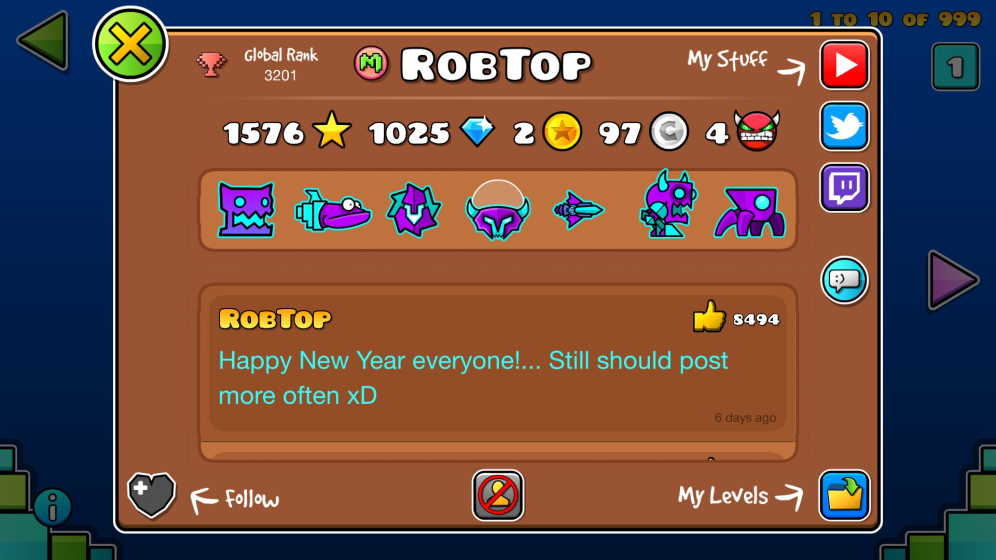 1 TO 10 OF 999
Global Rank
3201
M
ROBTOP
My Stuff
1
1576
1025
2
C
97
4
ROBTOP
8494
Happy New Year everyone!... Still should post
more often xD
6 days ago
i
Follow
My Levels